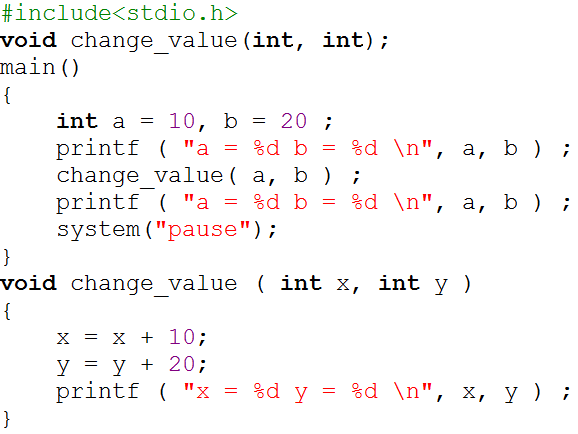 #include<stdio.h>
void change_value(int, int);
main()
{
    int a = 10, b = 20 ;
    printf ( "a = %d b = %d \n", a, b ) ;
    change_value( a, b ) ;
    printf ( "a = %d b = %d \n", a, b ) ;
    system("pause");
}
void change_value ( int x, int y )
{
    x = x + 10;
    y = y + 20;
    printf ( "x = %d y = %d \n", x, y ) ;
}